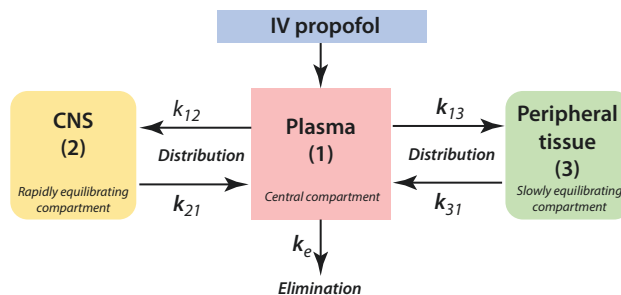 IV propofol
CNS
(2)
Rapidly equilibrating
compartment
k12
Distribution
k21
Plasma
(1)
Central compartment
k13
Distribution
k31
Peripheral
tissue
(3)
Slowly equilibrating
compartment
ke
Elimination